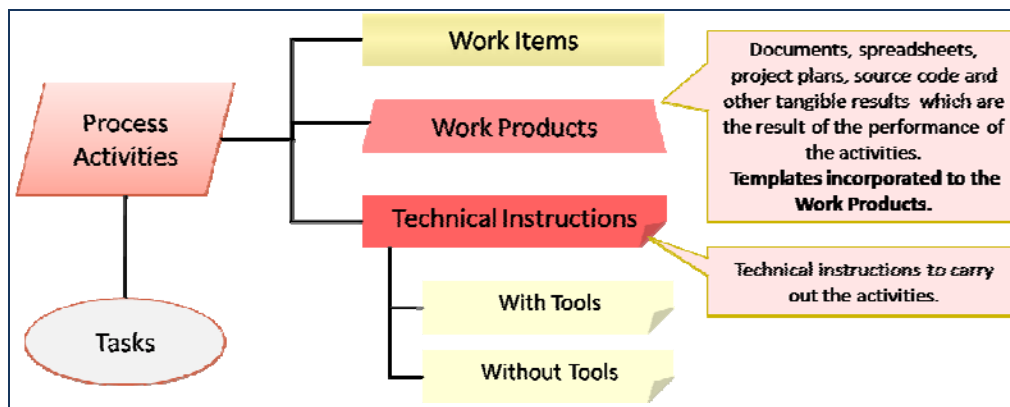 Work Items
Documents, spreadsheets,
project plans, source code and
other tangible results which are
the result of the performance of
the activities.
Templates incorporated to the
Work Products.
Process
Activities
Work Products
Technical Instructions
Technical instructions to carry
out the activities.
With Tools
Tasks
Without Tools